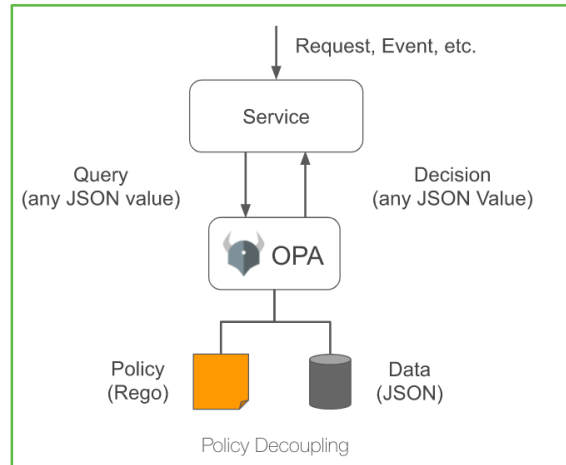 Request, Event, etc.
Service
Query
(any JSON value)
Decision
(any JSON Value)
OPA
Policy
(Rego)
Data
(JSON)
Policy Decoupling